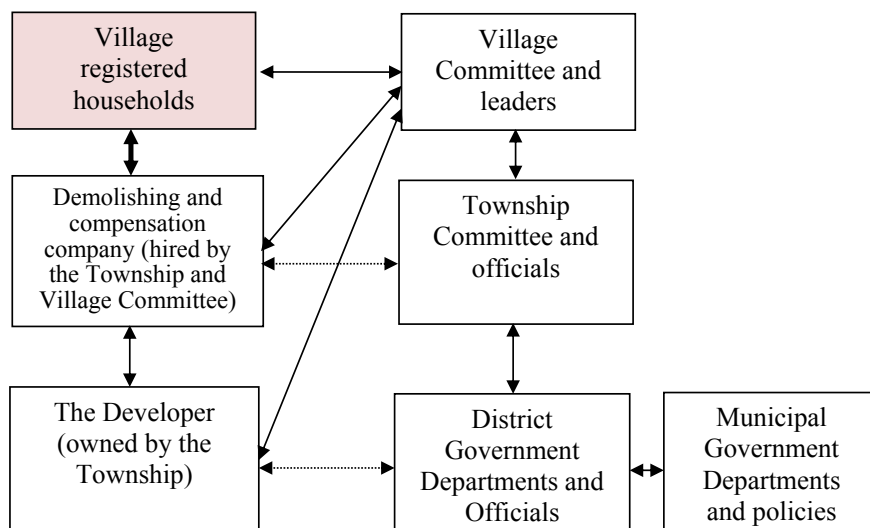 Village
registered
households
Village
Committee and
leaders
Demolishing and
compensation
company (hired by
the Township and
Village Committee)
Township
Committee and
officials
The Developer
(owned by the
Township)
District
Government
Departments and
Officials
Municipal
Government
Departments
and policies